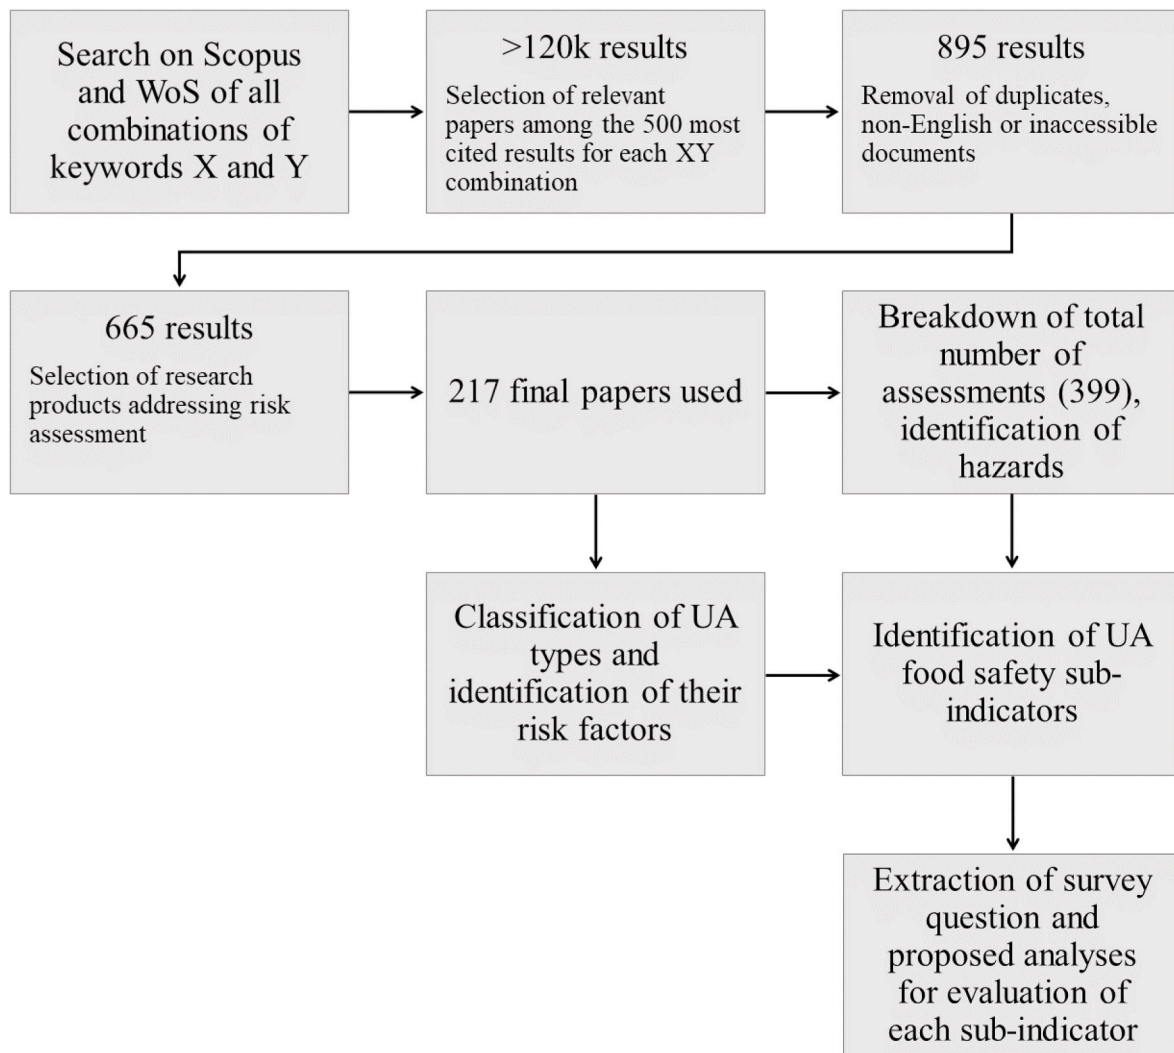 Search on Scopus
and WoS of all
combinations of
keywords X and Y
>120k results
Selection of relevant
papers among the 500 most
cited results for each XY
combination
895 results
Removal of duplicates,
non-English or inaccessible
documents
665 results
Selection of research
products addressing risk
assessment
217 final papers used
Breakdown of total
number of
assessments (399),
identification of
hazards
Classification of UA
types and
identification of their
risk factors
Identification of UA
food safety sub-
indicators
Extraction of survey
question and
proposed analyses
for evaluation of
each sub-indicator